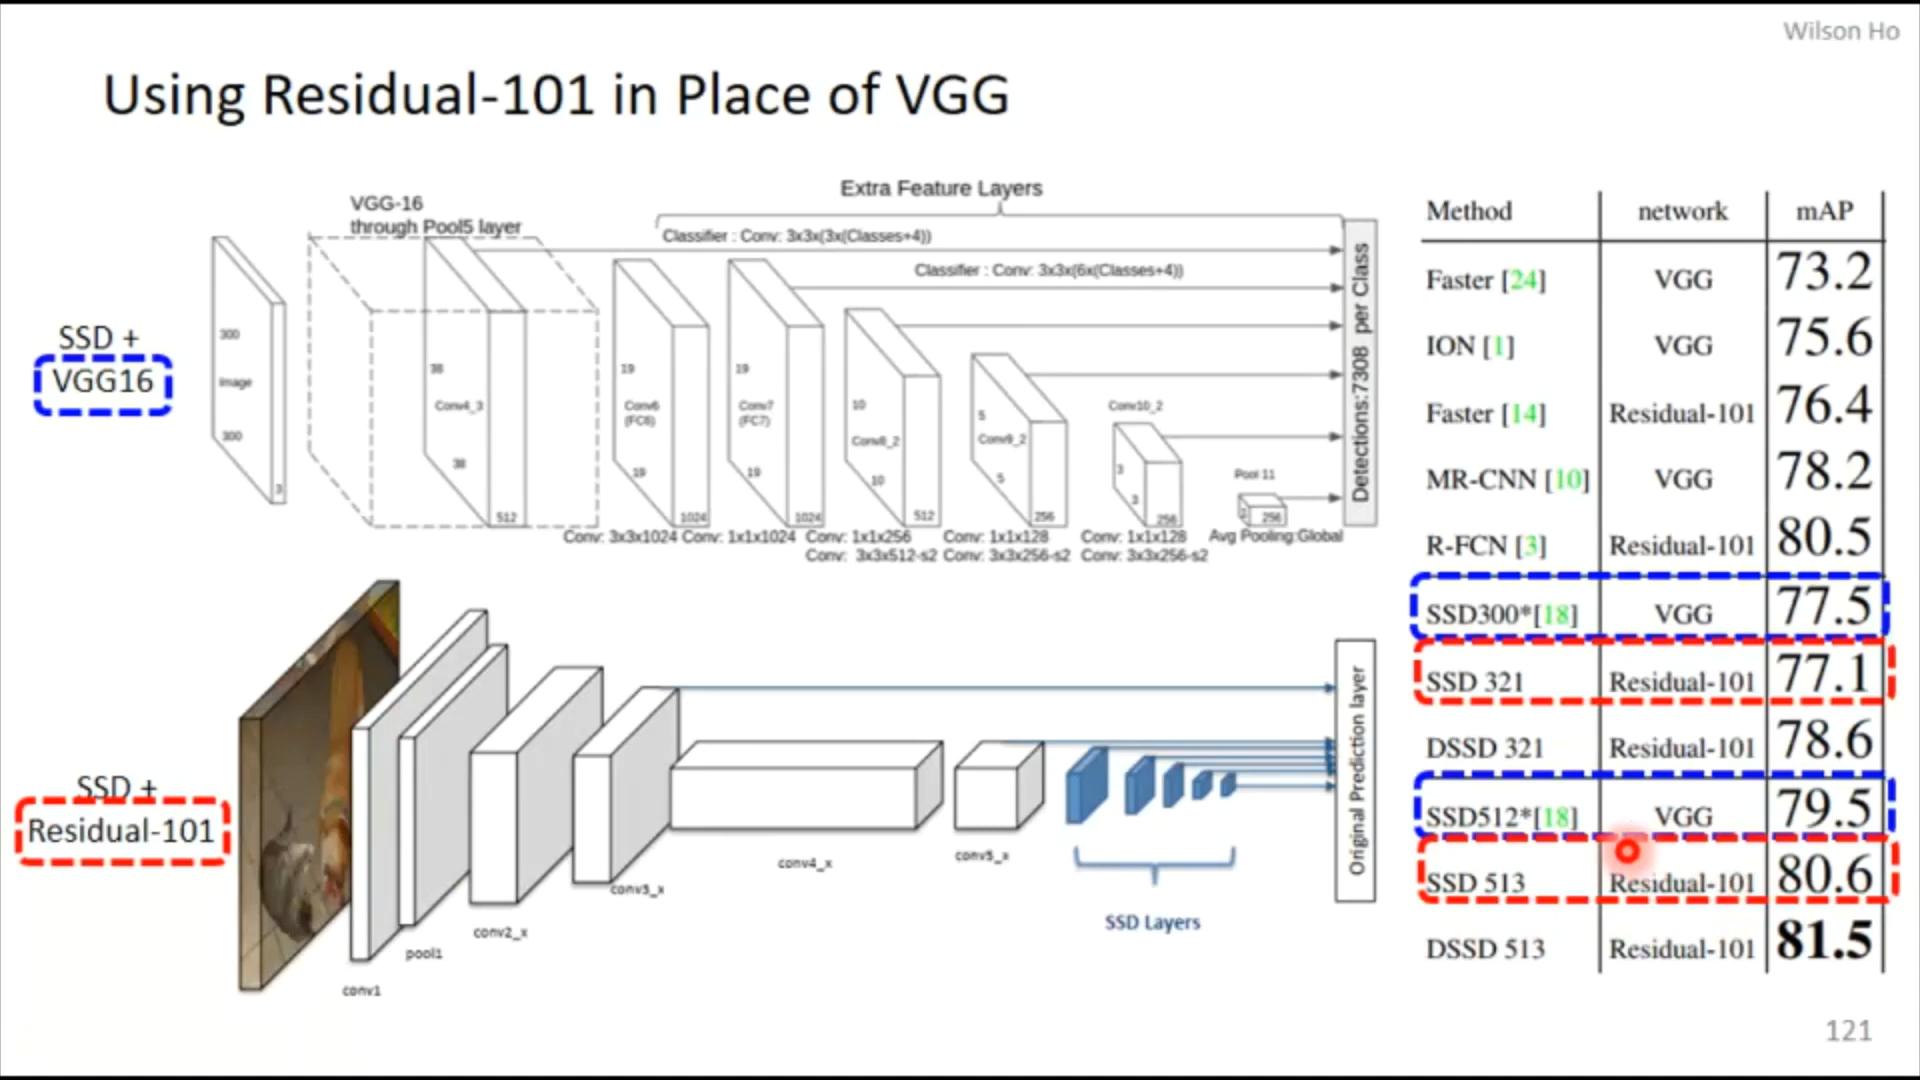 Wilson Ho
Using Residual-101 in Place of VGG
Extra Feature Layers
VGG-16
through Pool5 layer
Classifier : Conv: 3x3x(3x(Classes+4))
Classifier : Conv: 3x3x(6x(Classes+4))
SSD +
VGG16
300
Image
300
3
38
Conv4_3
38
512
19
Conv6
(FC6)
19
1024
19
Conv7
(FC7)
19
1024
10
Conv8_2
10
512
5
Conv9_2
5
256
Conv10_2
3
3
256
Pool 11
256
Detections:7308 per Class
Conv: 3x3x1024
Conv: 1x1x1024
Conv: 1x1x256
Conv: 3x3x512-s2
Conv: 1x1x128
Conv: 3x3x256-s2
Conv: 1x1x128
Conv: 3x3x256-s2
Avg Pooling:Global
SSD +
Residual-101
conv1
pool1
conv2_x
conv3_x
conv4_x
conv5_x
SSD Layers
Original Prediction layer
Method network mAP
Faster [24] VGG 73.2
ION [1] VGG 75.6
Faster [14] Residual-101 76.4
MR-CNN [10] VGG 78.2
R-FCN [3] Residual-101 80.5
SSD300*[18] VGG 77.5
SSD 321 Residual-101 77.1
DSSD 321 Residual-101 78.6
SSD512*[18] VGG 79.5
SSD 513 Residual-101 80.6
DSSD 513 Residual-101 81.5
121